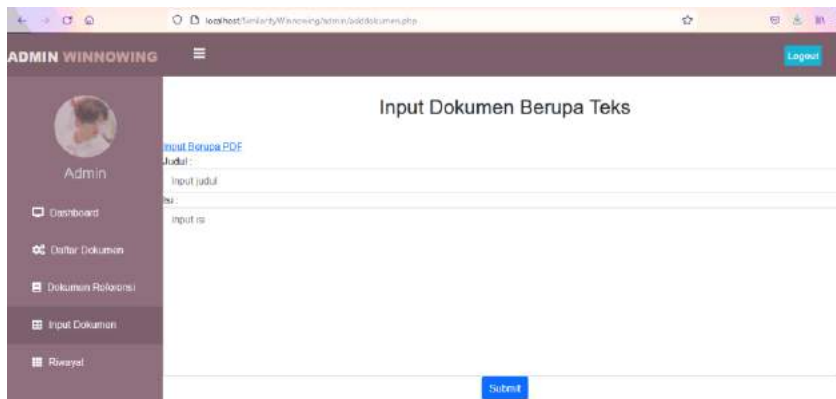 localhost/SimilarityWinnowing/admin/adddokumen.php
ADMIN WINNOWING
Logout
Input Dokumen Berupa Teks
Input Berupa PDF
Judul :
Input judul
Isi :
Input isi
Admin
Dashboard
Daftar Dokumen
Dokumen Referensi
Input Dokumen
Riwayat
Submit